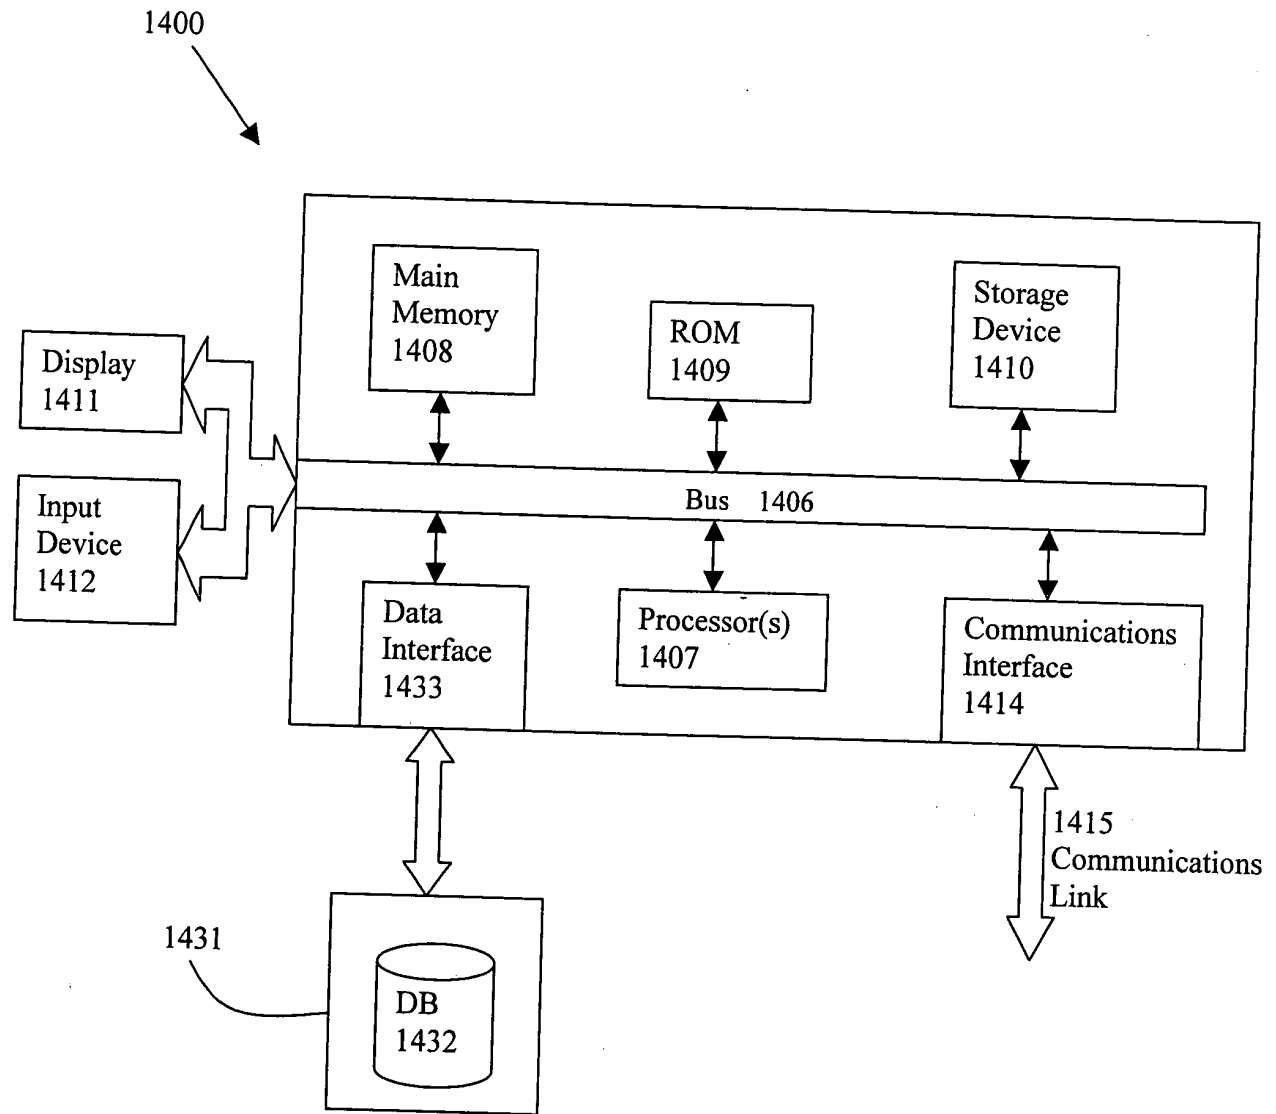 1400
Main
Memory
1408
ROM
1409
Storage
Device
1410
Display
1411
Bus 1406
Input
Device
1412
Data
Interface
1433
Processor(s)
1407
Communications
Interface
1414
1415
Communications
Link
1431
DB
1432